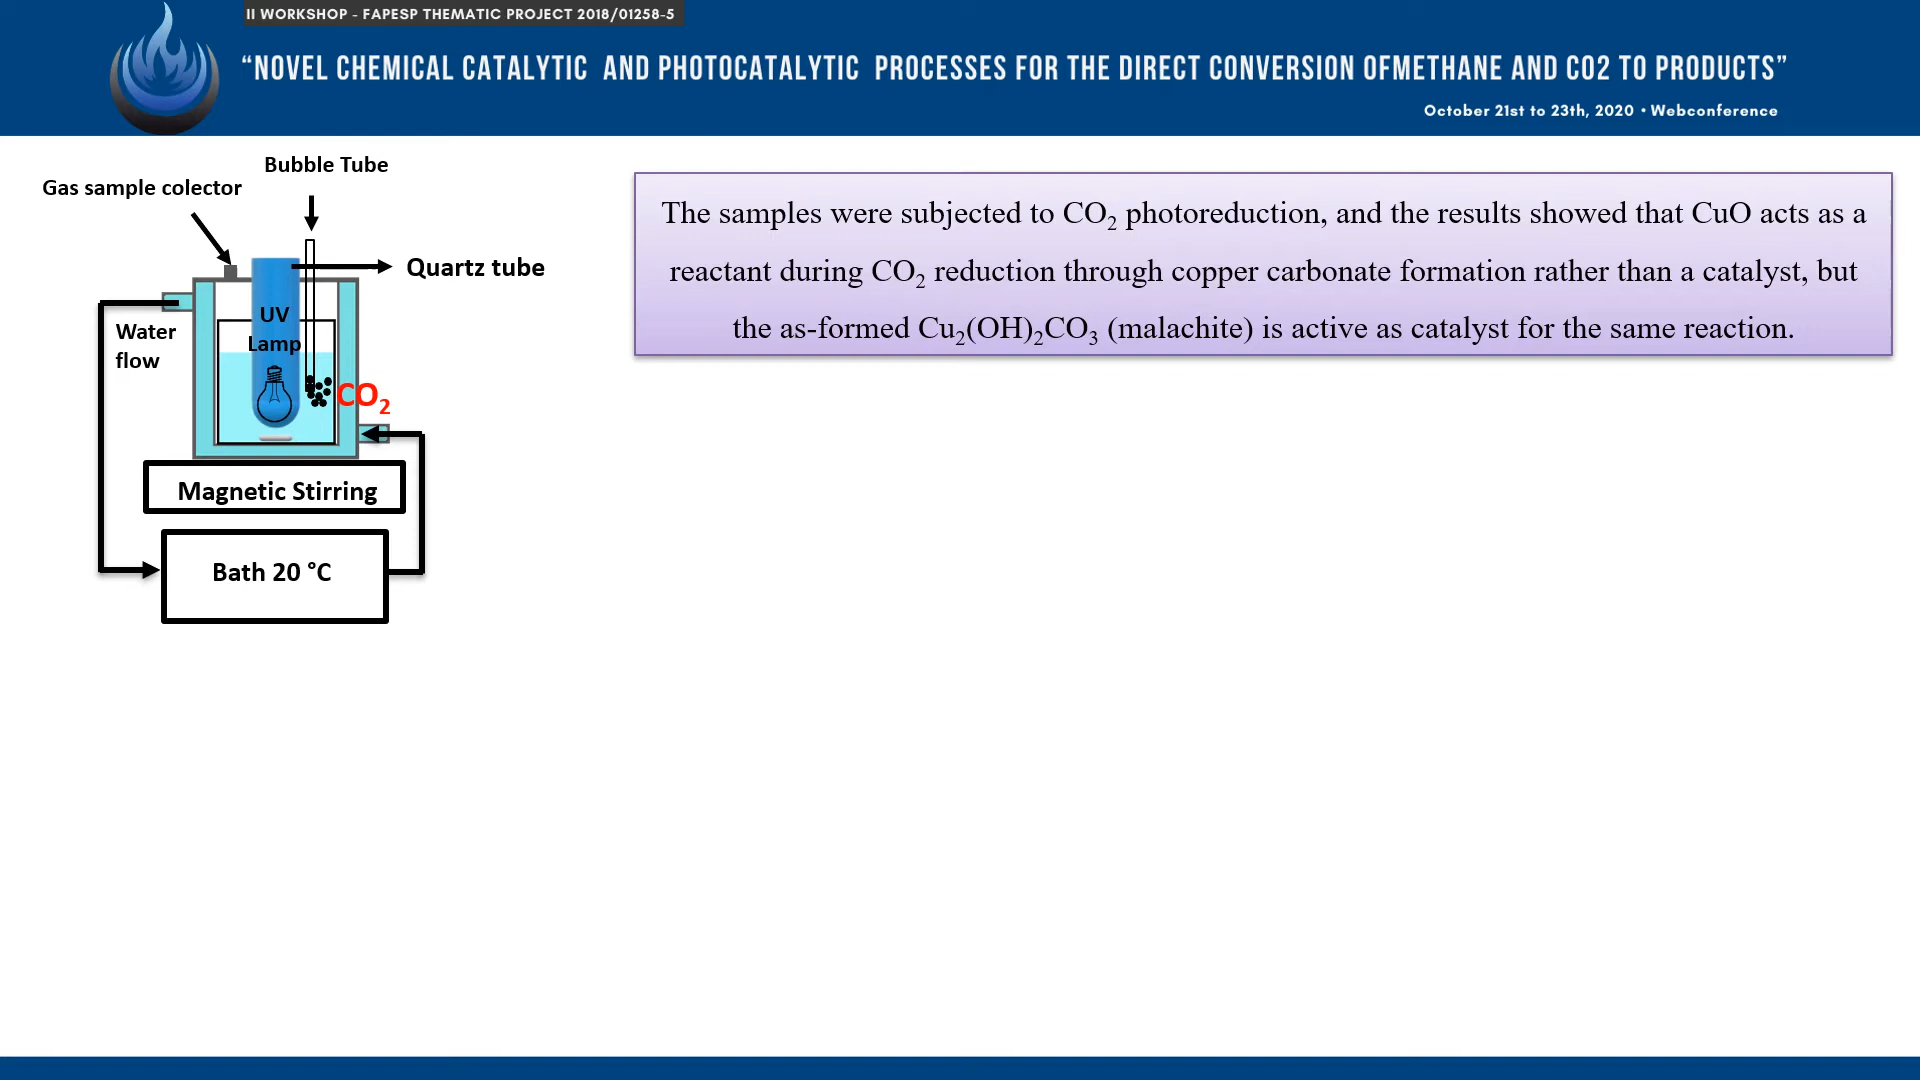 II WORKSHOP - FAPESP THEMATIC PROJECT 2018/01258-5
“NOVEL CHEMICAL CATALYTIC AND PHOTOCATALYTIC PROCESSES FOR THE DIRECT CONVERSION OFMETHANE AND CO2 TO PRODUCTS”
October 21st to 23th, 2020 • Webconference
Bubble Tube
Gas sample colector
Quartz tube
UV
Lamp
Water
flow
CO₂
Magnetic Stirring
Bath 20 °C
The samples were subjected to CO₂ photoreduction, and the results showed that CuO acts as a
reactant during CO₂ reduction through copper carbonate formation rather than a catalyst, but
the as-formed Cu₂(OH)₂CO₃ (malachite) is active as catalyst for the same reaction.